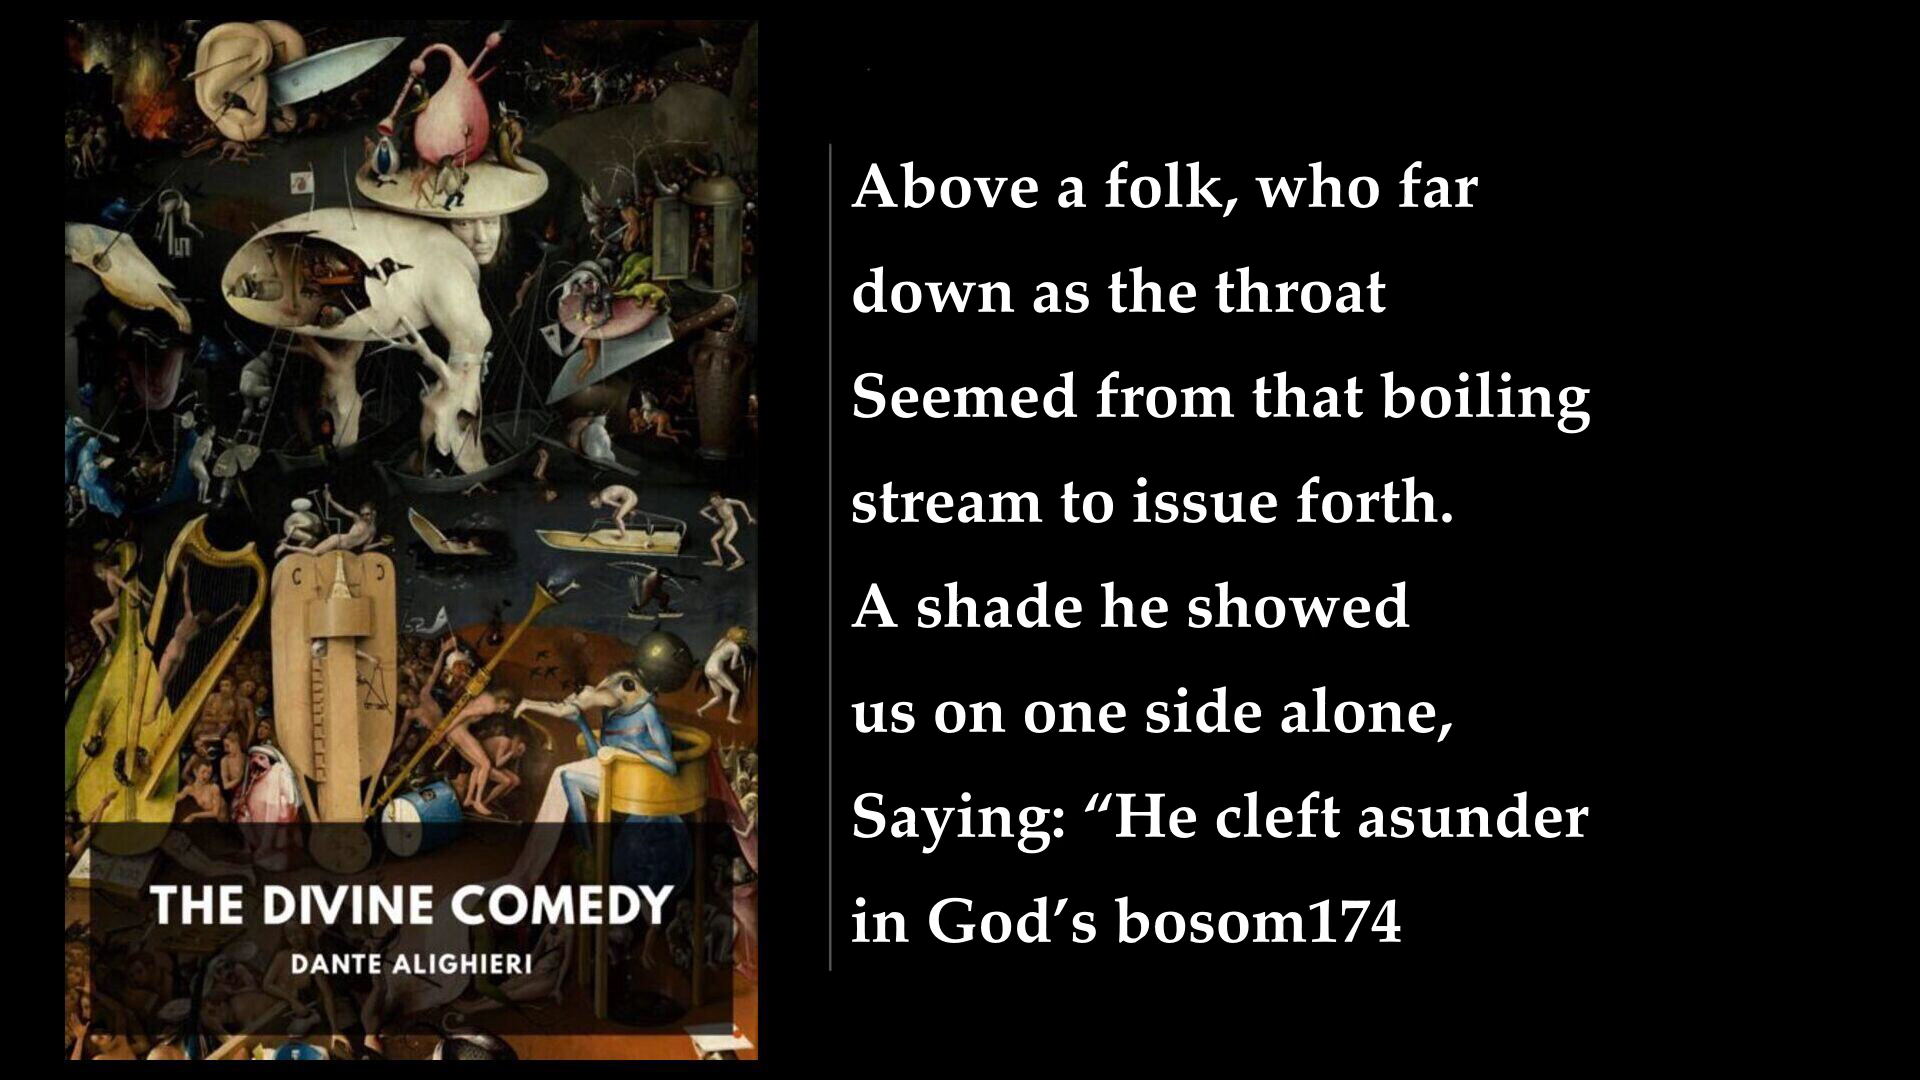 THE DIVINE COMEDY
DANTE ALIGHIERI
Above a folk, who far
down as the throat
Seemed from that boiling
stream to issue forth.
A shade he showed
us on one side alone,
Saying: “He cleft asunder
in God’s bosom174